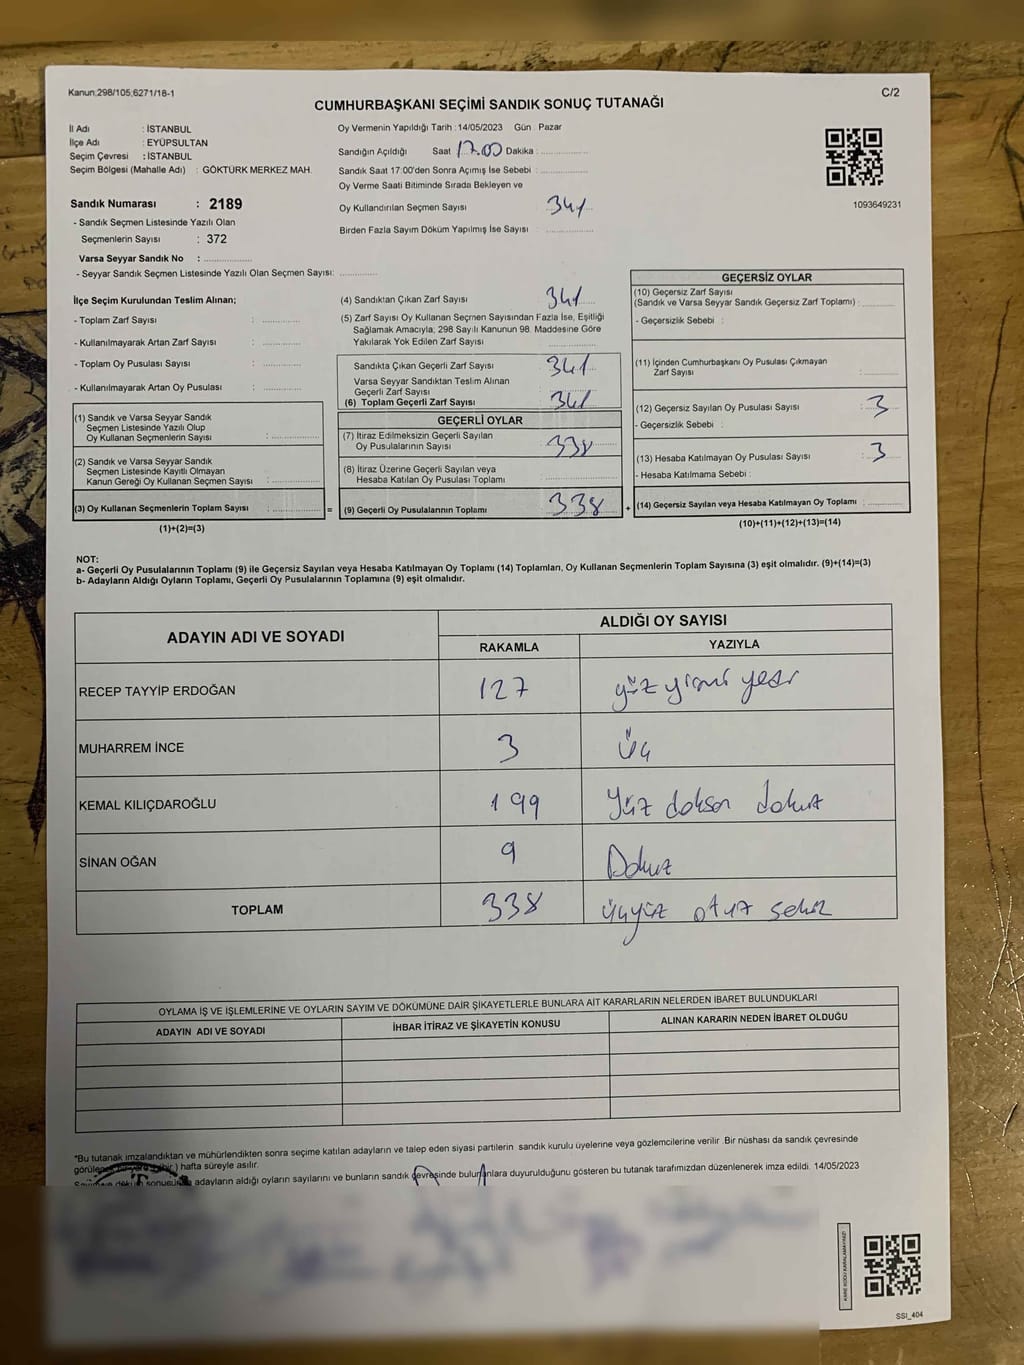 Kanun;298/105;6271/18-1
C/2
CUMHURBAŞKANI SEÇİMİ SANDIK SONUÇ TUTANAĞI
İl Adı : İSTANBUL
İlçe Adı : EYÜPSULTAN
Seçim Çevresi : İSTANBUL
Seçim Bölgesi (Mahalle Adı) : GÖKTÜRK MERKEZ MAH.
Oy Vermenin Yapıldığı Tarih :14/05/2023 Gün Pazar
Sandığın Açıldığı Saat 17.00 Dakika :
Sandık Saat 17:00'den Sonra Açımış İse Sebebi :
Oy Verme Saati Bitiminde Sırada Bekleyen ve
Oy Kullandırılan Seçmen Sayısı 341
Birden Fazla Sayım Döküm Yapılmış İse Sayısı
1093649231
Sandık Numarası : 2189
- Sandık Seçmen Listesinde Yazılı Olan
Seçmenlerin Sayısı : 372
Varsa Seyyar Sandık No :
- Seyyar Sandık Seçmen Listesinde Yazılı Olan Seçmen Sayısı:
İlçe Seçim Kurulundan Teslim Alınan;
- Toplam Zarf Sayısı :
- Kullanılmayarak Artan Zarf Sayısı :
- Toplam Oy Pusulası Sayısı :
- Kullanılmayarak Artan Oy Pusulası :
(1) Sandık ve Varsa Seyyar Sandık
Seçmen Listesinde Yazılı Olup
Oy Kullanan Seçmenlerin Sayısı :
(2) Sandık ve Varsa Seyyar Sandık
Seçmen Listesinde Kayıtlı Olmayan
Kanun Gereği Oy Kullanan Seçmen Sayısı :
(3) Oy Kullanan Seçmenlerin Toplam Sayısı :
(1)+(2)=(3)
(4) Sandıktan Çıkan Zarf Sayısı 341
(5) Zarf Sayısı Oy Kullanan Seçmen Sayısından Fazla İse, Eşitliği
Sağlamak Amacıyla; 298 Sayılı Kanunun 98. Maddesine Göre
Yakılarak Yok Edilen Zarf Sayısı
Sandıkta Çıkan Geçerli Zarf Sayısı 341
Varsa Seyyar Sandıktan Teslim Alınan
Geçerli Zarf Sayısı
(6) Toplam Geçerli Zarf Sayısı 341
GEÇERLİ OYLAR
(7) İtiraz Edilmeksizin Geçerli Sayılan
Oy Pusulalarının Sayısı 338
(8) İtiraz Üzerine Geçerli Sayılan veya
Hesaba Katılan Oy Pusulası Toplamı
= (9) Geçerli Oy Pusulalarının Toplamı 338 +
GEÇERSİZ OYLAR
(10) Geçersiz Zarf Sayısı
(Sandık ve Varsa Seyyar Sandık Geçersiz Zarf Toplamı) :
- Geçersizlik Sebebi :
(11) İçinden Cumhurbaşkanı Oy Pusulası Çıkmayan
Zarf Sayısı :
(12) Geçersiz Sayılan Oy Pusulası Sayısı : 3
- Geçersizlik Sebebi :
(13) Hesaba Katılmayan Oy Pusulası Sayısı : 3
- Hesaba Katılmama Sebebi :
(14) Geçersiz Sayılan veya Hesaba Katılmayan Oy Toplamı :
(10)+(11)+(12)+(13)=(14)
NOT:
a- Geçerli Oy Pusulalarının Toplamı (9) ile Geçersiz Sayılan veya Hesaba Katılmayan Oy Toplamı (14) Toplamları, Oy Kullanan Seçmenlerin Toplam Sayısına (3) eşit olmalıdır. (9)+(14)=(3)
b- Adayların Aldığı Oyların Toplamı, Geçerli Oy Pusulalarının Toplamına (9) eşit olmalıdır.
ADAYIN ADI VE SOYADI
ALDIĞI OY SAYISI
RAKAMLA YAZIYLA
RECEP TAYYİP ERDOĞAN 127 yüz yirmi yedi
MUHARREM İNCE 3 Üç
KEMAL KILIÇDAROĞLU 199 Yüz doksan dokuz
SİNAN OĞAN 9 Dokuz
TOPLAM 338 üçyüz otuz sekiz
OYLAMA İŞ VE İŞLEMLERİNE VE OYLARIN SAYIM VE DÖKÜMÜNE DAİR ŞİKAYETLERLE BUNLARA AİT KARARLARIN NELERDEN İBARET BULUNDUKLARI
ADAYIN ADI VE SOYADI İHBAR İTİRAZ VE ŞİKAYETİN KONUSU ALINAN KARARIN NEDEN İBARET OLDUĞU
*Bu tutanak imzalandıktan ve mühürlendikten sonra seçime katılan adayların ve talep eden siyasi partilerin sandık kurulu üyelerine veya gözlemcilerine verilir .Bir nüshası da sandık çevresinde
hafta süreyle asılır.
adayların aldığı oyların sayılarını ve bunların sandık çevresinde bulunanlara duyurulduğunu gösteren bu tutanak tarafımızdan düzenlenerek imza edildi. 14/05/2023
SSI_404